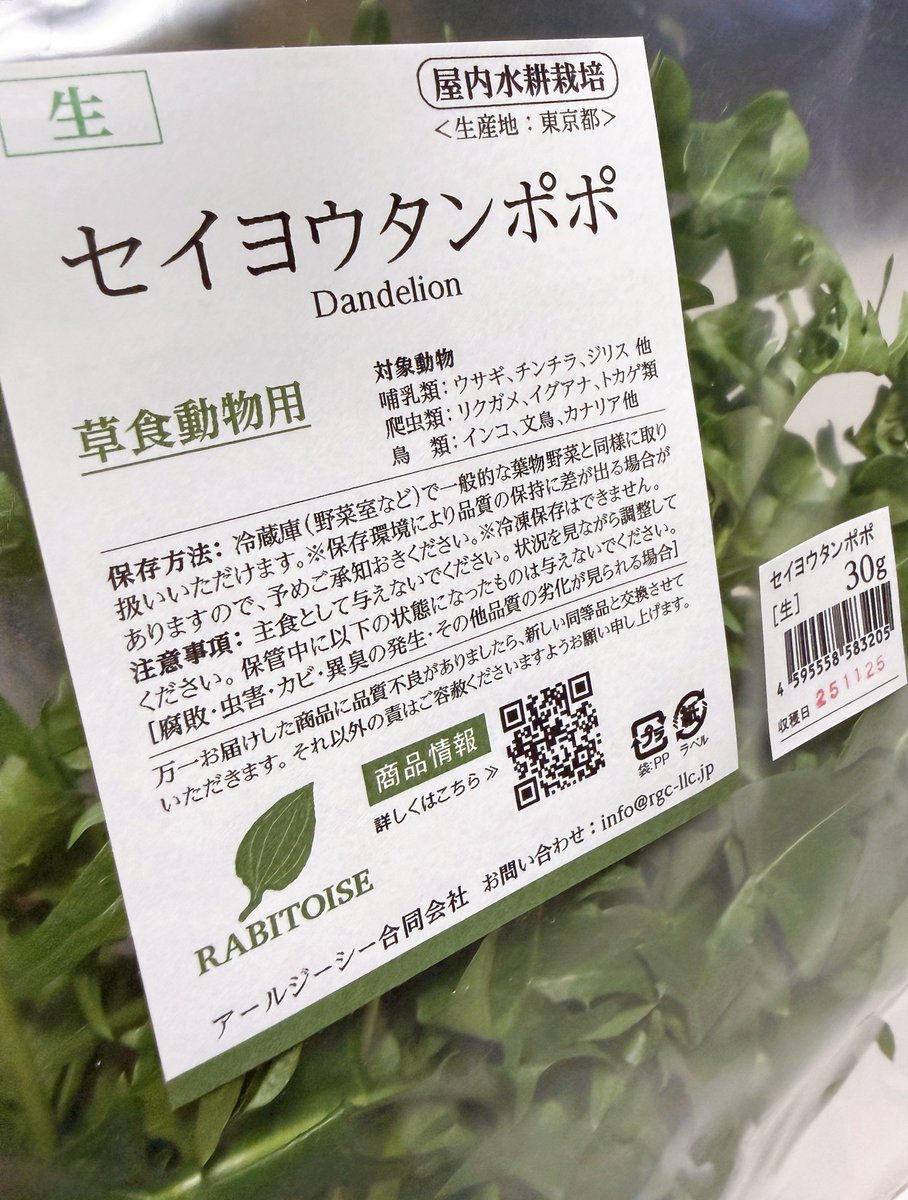 生
屋内水耕栽培
<生産地：東京都>
セイヨウタンポポ
Dandelion
草食動物用
対象動物
哺乳類：ウサギ、チンチラ、ジリス 他
爬虫類：リクガメ、イグアナ、トカゲ類
鳥　類：インコ、文鳥、カナリア他
保存方法：冷蔵庫（野菜室など）で一般的な葉物野菜と同様に取り
扱いいただけます。※保存環境により品質の保持に差が出る場合が
ありますので、予めご承知おきください。※冷凍保存はできません。
注意事項：主食として与えないでください。状況を見ながら調整して
ください。保管中に以下の状態になったものは与えないでください。
［腐敗・虫害・カビ・異臭の発生・その他品質の劣化が見られる場合］
万一お届けした商品に品質不良がありましたら、新しい同等品と交換させて
いただきます。それ以外の責はご容赦くださいますようお願い申し上げます。
商品情報
詳しくはこちら≫
プラ
紙
袋:PP
ラベル
RABITOISE
アールジーシー合同会社 お問い合わせ：info@rgc-llc.jp
セイヨウタンポポ
［生］ 30g
4 595558 583205
収穫日 251125